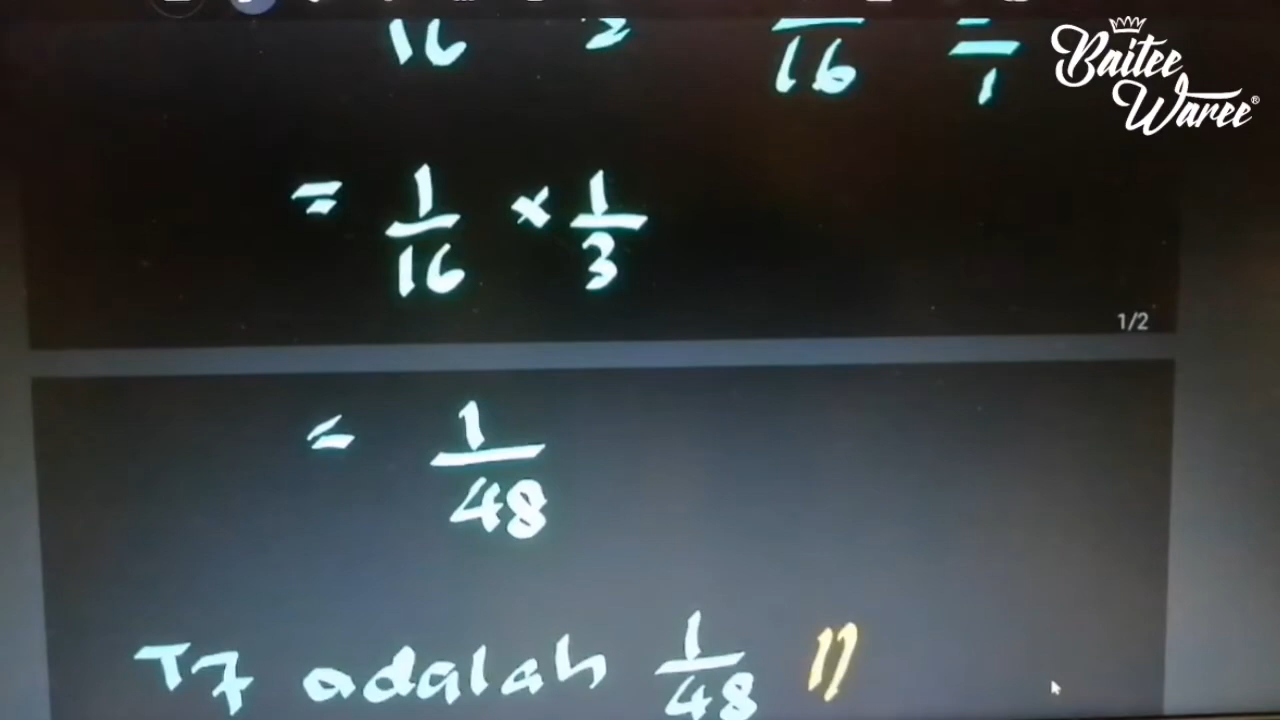 Baitee
Waree®
= 1/16 × 1/3
1/2
= 1/48
T7 adalah 1/48 //